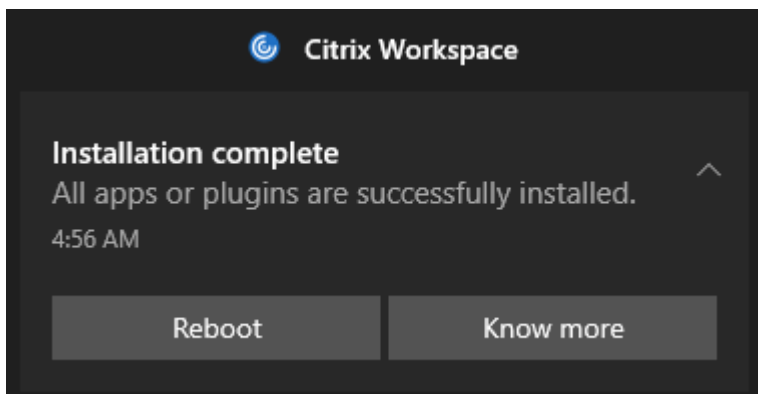 Citrix Workspace
Installation complete
All apps or plugins are successfully installed.
4:56 AM
Reboot
Know more